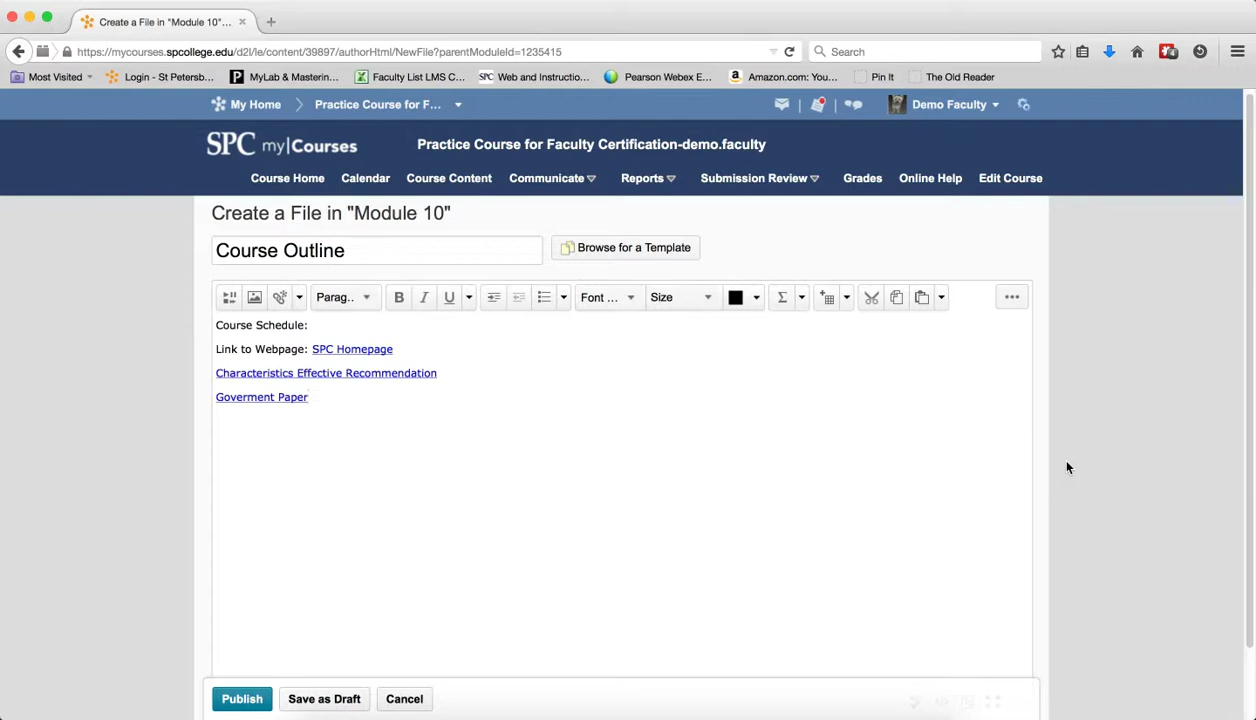 Create a File in "Module 10"...
https://mycourses.spcollege.edu/d2l/le/content/39897/authorHtml/NewFile?parentModuleId=1235415
Search
Most Visited
Login - St Petersb...
MyLab & Masterin...
Faculty List LMS C...
SPC Web and Instructio...
Pearson Webex E...
Amazon.com: You...
Pin It
The Old Reader
My Home
Practice Course for F...
Demo Faculty
SPC my|Courses
Practice Course for Faculty Certification-demo.faculty
Course Home
Calendar
Course Content
Communicate
Reports
Submission Review
Grades
Online Help
Edit Course
Create a File in "Module 10"
Course Outline
Browse for a Template
Parag..
B
I
U
Font ...
Size
Σ
Course Schedule:
Link to Webpage: SPC Homepage
Characteristics Effective Recommendation
Goverment Paper
Publish
Save as Draft
Cancel